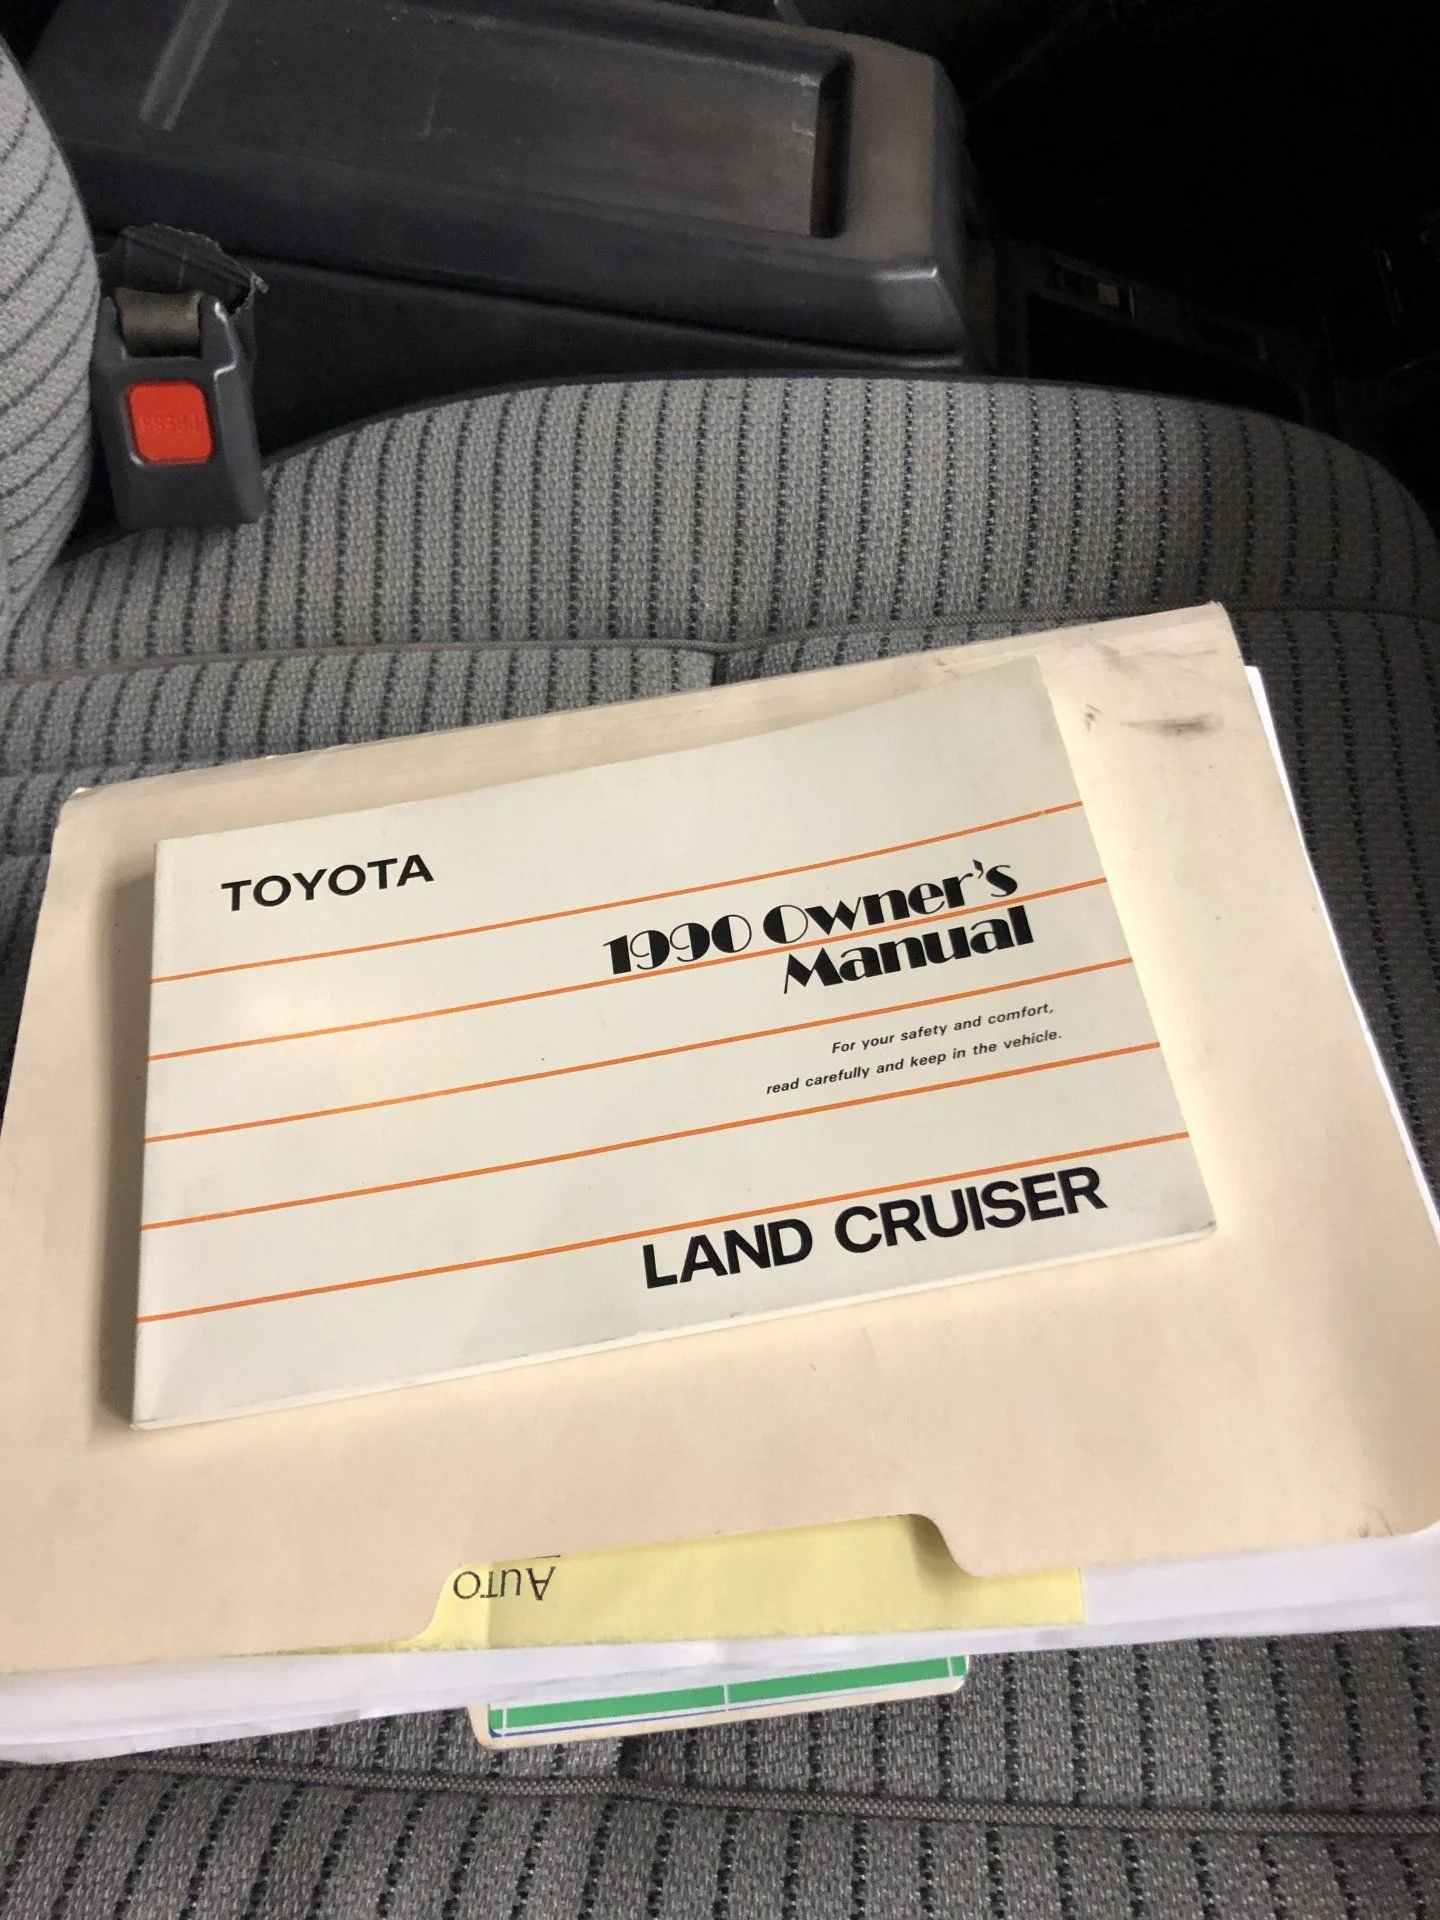 PRESS
TOYOTA
1990 Owner's
Manual
For your safety and comfort,
read carefully and keep in the vehicle.
LAND CRUISER
AUTO